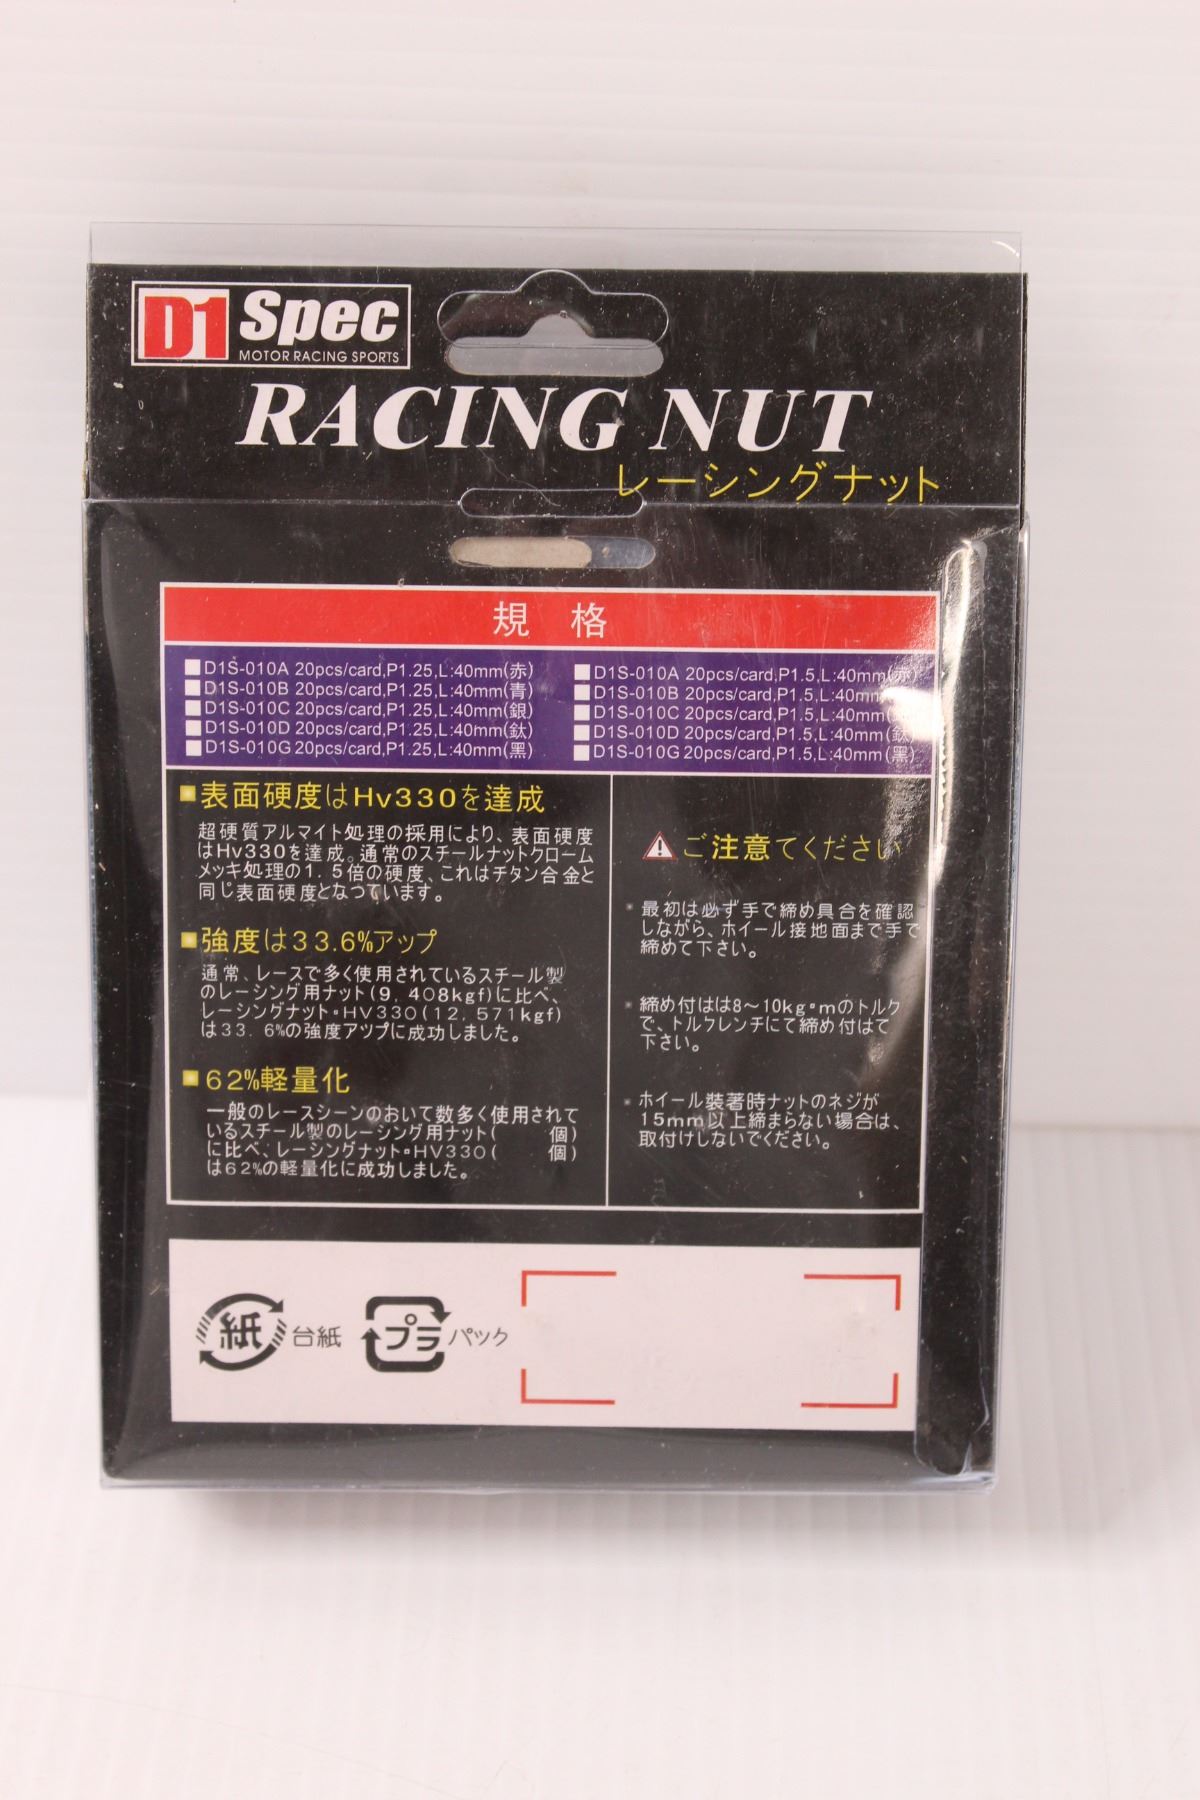 D1 Spec
MOTOR RACING SPORTS
RACING NUT
レーシングナット
規 格
D1S-010A 20pcs/card,P1.25,L:40mm(赤)
D1S-010B 20pcs/card,P1.25,L:40mm(青)
D1S-010C 20pcs/card,P1.25,L:40mm(銀)
D1S-010D 20pcs/card,P1.25,L:40mm(鈦)
D1S-010G 20pcs/card,P1.25,L:40mm(黑)
D1S-010A 20pcs/card,P1.5,L:40mm(赤)
D1S-010B 20pcs/card,P1.5,L:40mm
D1S-010C 20pcs/card,P1.5,L:40mm
D1S-010D 20pcs/card,P1.5,L:40mm(鈦)
D1S-010G 20pcs/card,P1.5,L:40mm(黑)
表面硬度はHv330を達成
超硬質アルマイト処理の採用により、表面硬度
はHv330を達成。通常のスチールナットクローム
メッキ処理の1.5倍の硬度、これはチタン合金と
同じ表面硬度となつています。
強度は33.6%アップ
通常、レースで多く使用されているスチール製
のレーシング用ナット(9,408kgf)に比べ、
レーシングナット・HV330(12,571kgf)
は33.6%の強度アツプに成功しました。
62%軽量化
一般のレースシーンのおいて数多く使用されて
いるスチール製のレーシング用ナット( 個)
に比べ、レーシングナット・HV330( 個)
は62%の軽量化に成功しました。
ご注意てください
最初は必ず手で締め具合を確認
しながら、ホイール接地面まで手で
締めて下さい。
締め付はは8～10kg・mのトルク
で、トルクレンチにて締め付はて
下さい。
ホイール裝著時ナットのネジが
15mm以上締まらない場合は、
取付けしないでください。
紙 台紙
プラ パック